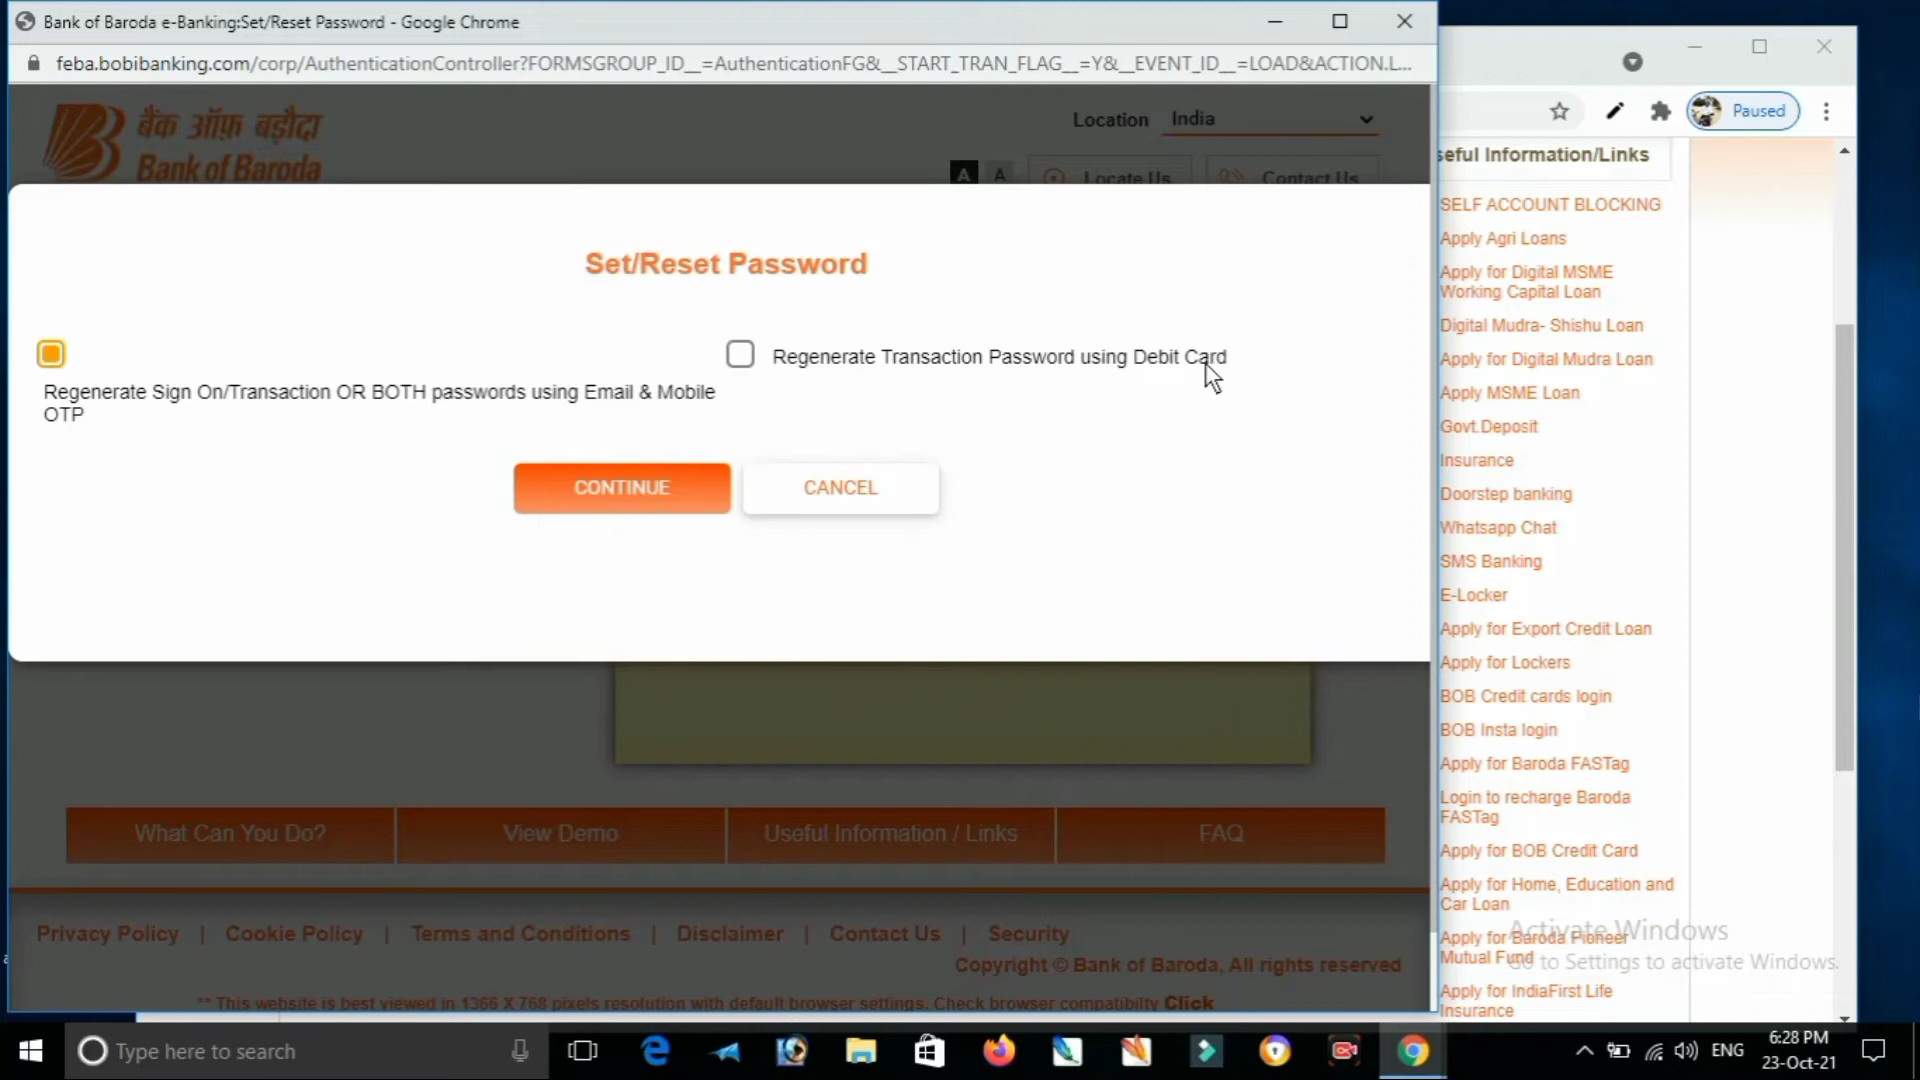 Bank of Baroda e-Banking:Set/Reset Password - Google Chrome
feba.bobibanking.com/corp/AuthenticationController?FORMSGROUP_ID__=AuthenticationFG&__START_TRAN_FLAG__=Y&__EVENT_ID__=LOAD&ACTION.L...
Paused
बैंक ऑफ़ बड़ौदा
Bank of Baroda
Location India
A A Locate Us Contact Us
Set/Reset Password
Regenerate Transaction Password using Debit Card
Regenerate Sign On/Transaction OR BOTH passwords using Email & Mobile
OTP
CONTINUE CANCEL
What Can You Do? View Demo Useful Information / Links FAQ
Privacy Policy | Cookie Policy | Terms and Conditions | Disclaimer | Contact Us | Security
Copyright © Bank of Baroda, All rights reserved
** This website is best viewed in 1366 X 768 pixels resolution with default browser settings. Check browser compatibilty Click
seful Information/Links
SELF ACCOUNT BLOCKING
Apply Agri Loans
Apply for Digital MSME
Working Capital Loan
Digital Mudra- Shishu Loan
Apply for Digital Mudra Loan
Apply MSME Loan
Govt.Deposit
Insurance
Doorstep banking
Whatsapp Chat
SMS Banking
E-Locker
Apply for Export Credit Loan
Apply for Lockers
BOB Credit cards login
BOB Insta login
Apply for Baroda FASTag
Login to recharge Baroda
FASTag
Apply for BOB Credit Card
Apply for Home, Education and
Car Loan
Apply for Baroda Pioneer
Mutual Fund
Apply for IndiaFirst Life
Insurance
Activate Windows
Go to Settings to activate Windows.
Type here to search
ENG
6:28 PM
23-Oct-21